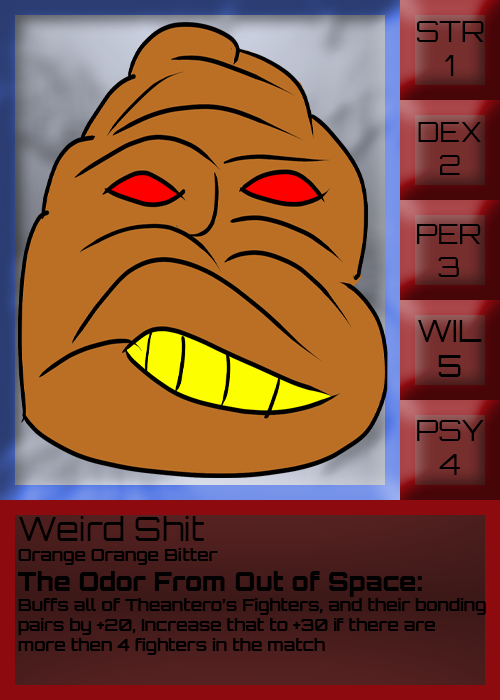 STR
1
DEX
2
PER
3
WIL
5
PSY
4
Weird Shit
Orange Orange Bitter
The Odor From Out of Space:
Buffs all of Theantero's Fighters, and their bonding
pairs by +20, Increase that to +30 if there are
more then 4 fighters in the match